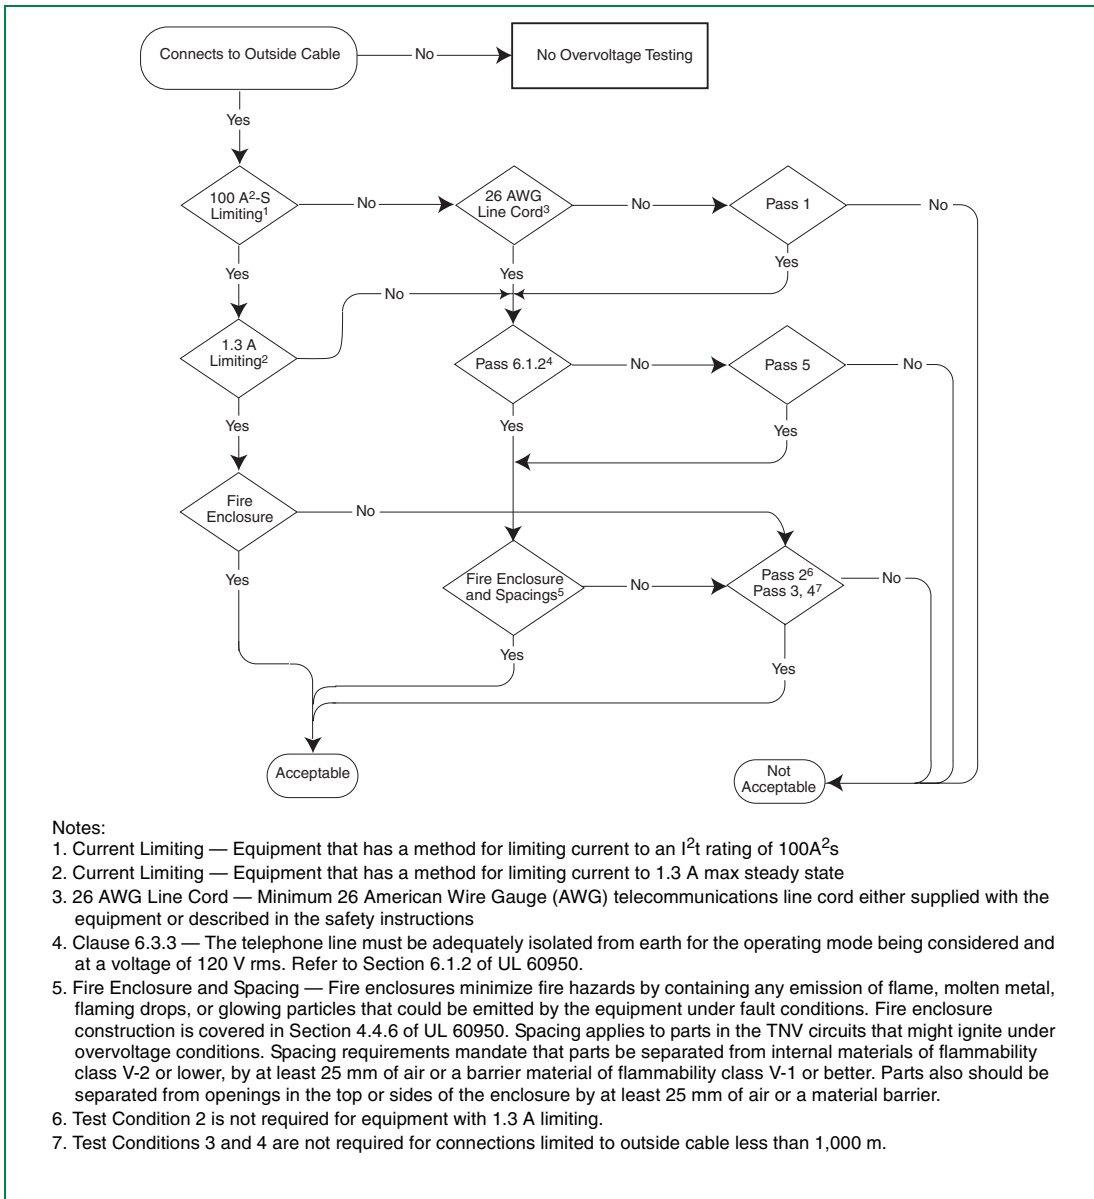 Connects to Outside Cable
No
No Overvoltage Testing
Yes
100 A²-S
Limiting¹
No
26 AWG
Line Cord³
No
Pass 1
No
Yes
Yes
Yes
No
1.3 A
Limiting²
Pass 6.1.2⁴
No
Pass 5
No
Yes
Yes
Yes
Fire
Enclosure
No
Yes
Fire Enclosure
and Spacings⁵
No
Pass 2⁶
Pass 3, 4⁷
No
Yes
Yes
Acceptable
Not
Acceptable
Notes:
1. Current Limiting — Equipment that has a method for limiting current to an I²t rating of 100A²s
2. Current Limiting — Equipment that has a method for limiting current to 1.3 A max steady state
3. 26 AWG Line Cord — Minimum 26 American Wire Gauge (AWG) telecommunications line cord either supplied with the
equipment or described in the safety instructions
4. Clause 6.3.3 — The telephone line must be adequately isolated from earth for the operating mode being considered and
at a voltage of 120 V rms. Refer to Section 6.1.2 of UL 60950.
5. Fire Enclosure and Spacing — Fire enclosures minimize fire hazards by containing any emission of flame, molten metal,
flaming drops, or glowing particles that could be emitted by the equipment under fault conditions. Fire enclosure
construction is covered in Section 4.4.6 of UL 60950. Spacing applies to parts in the TNV circuits that might ignite under
overvoltage conditions. Spacing requirements mandate that parts be separated from internal materials of flammability
class V-2 or lower, by at least 25 mm of air or a barrier material of flammability class V-1 or better. Parts also should be
separated from openings in the top or sides of the enclosure by at least 25 mm of air or a material barrier.
6. Test Condition 2 is not required for equipment with 1.3 A limiting.
7. Test Conditions 3 and 4 are not required for connections limited to outside cable less than 1,000 m.